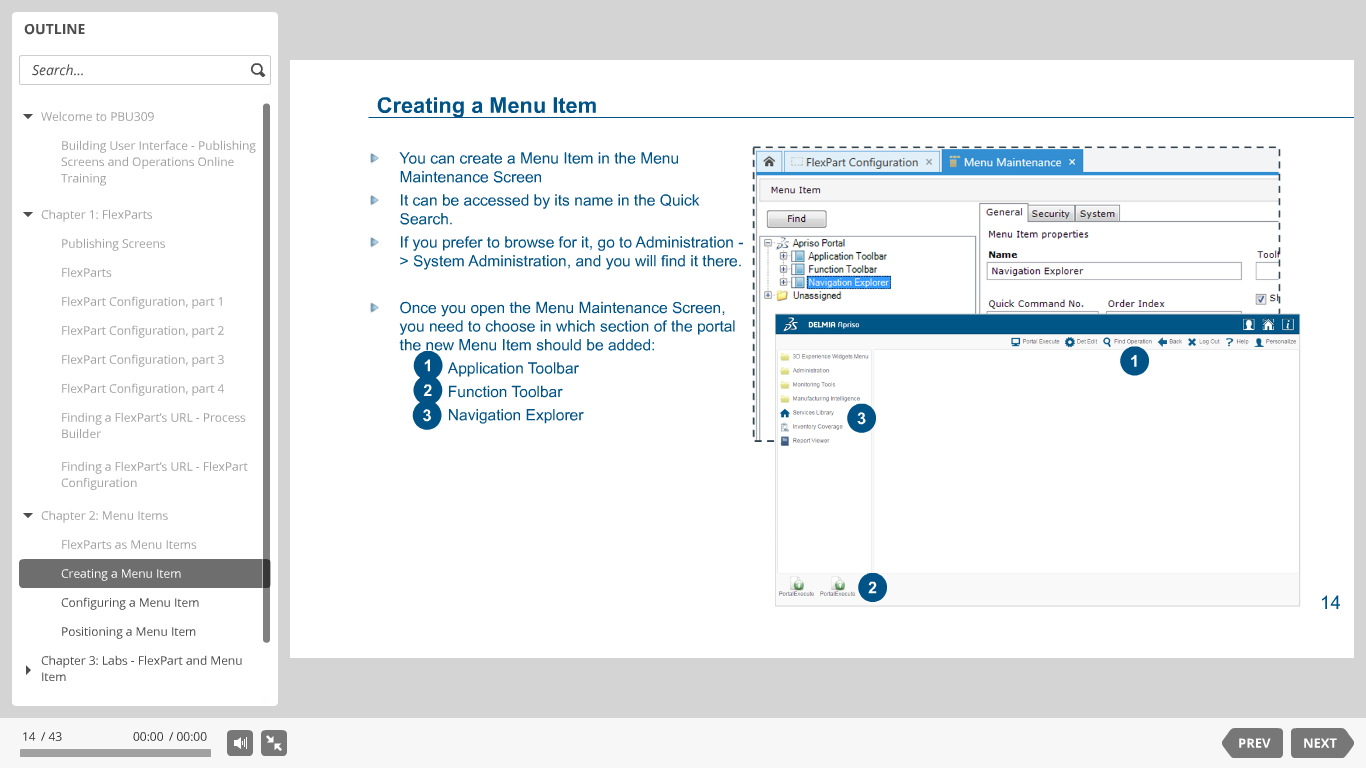 OUTLINE
Search...
Welcome to PBU309
Building User Interface - Publishing
Screens and Operations Online
Training
Chapter 1: FlexParts
Publishing Screens
FlexParts
FlexPart Configuration, part 1
FlexPart Configuration, part 2
FlexPart Configuration, part 3
FlexPart Configuration, part 4
Finding a FlexPart's URL - Process
Builder
Finding a FlexPart's URL - FlexPart
Configuration
Chapter 2: Menu Items
FlexParts as Menu Items
Creating a Menu Item
Configuring a Menu Item
Positioning a Menu Item
Chapter 3: Labs - FlexPart and Menu
Item
Creating a Menu Item
You can create a Menu Item in the Menu
Maintenance Screen
It can be accessed by its name in the Quick
Search.
If you prefer to browse for it, go to Administration -
> System Administration, and you will find it there.
Once you open the Menu Maintenance Screen,
you need to choose in which section of the portal
the new Menu Item should be added:
1 Application Toolbar
2 Function Toolbar
3 Navigation Explorer
FlexPart Configuration × Menu Maintenance ×
Menu Item
Find
Apriso Portal
Application Toolbar
Function Toolbar
Navigation Explorer
Unassigned
General Security System
Menu Item properties
Name Toolt
Navigation Explorer
Quick Command No. Order Index
DELMIA Apriso
Portal Execute Det Edit Find Operation Back Log Out Help Personalize
1
3D Experience Widgets Menu
Administration
Monitoring Tools
Manufacturing Intelligence
Services Library
3
Inventory Coverage
Report Viewer
PortalExecute PortalExecute 2
14
14 / 43 00:00 / 00:00
PREV NEXT